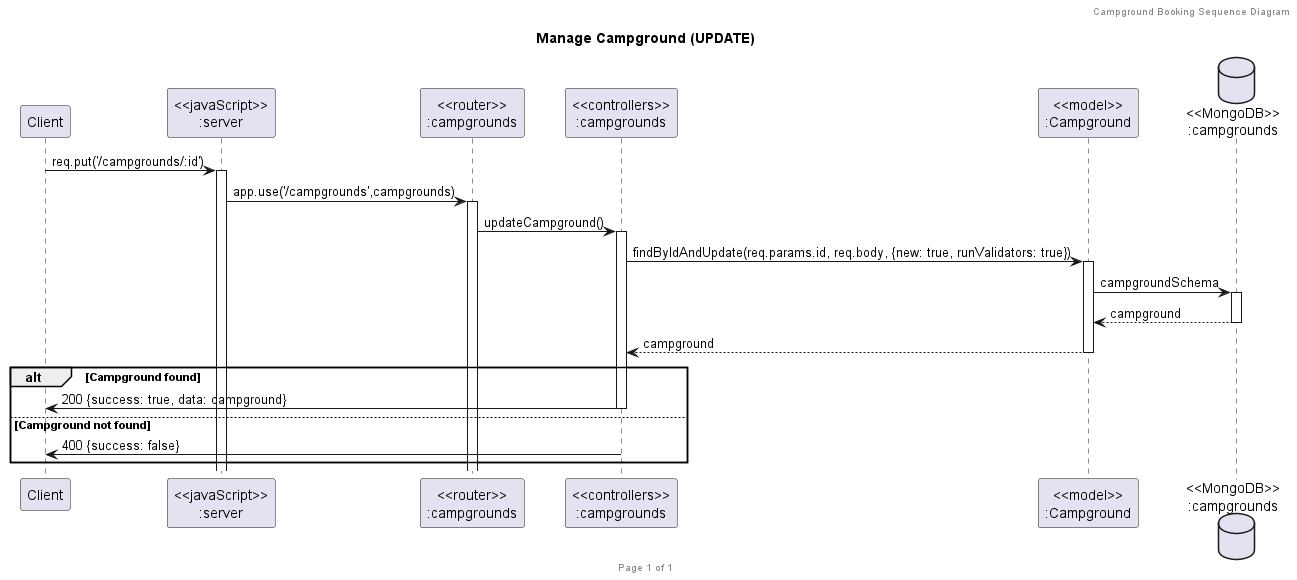 Campground Booking Sequence Diagram
Manage Campground (UPDATE)
Client
<<javaScript>>
:server
<<router>>
:campgrounds
<<controllers>>
:campgrounds
<<model>>
:Campground
<<MongoDB>>
:campgrounds
req.put('/campgrounds/:id')
app.use('/campgrounds',campgrounds)
updateCampground()
findByIdAndUpdate(req.params.id, req.body, {new: true, runValidators: true})
campgroundSchema
campground
campground
alt [Campground found]
200 {success: true, data: campground}
[Campground not found]
400 {success: false}
Client
<<javaScript>>
:server
<<router>>
:campgrounds
<<controllers>>
:campgrounds
<<model>>
:Campground
<<MongoDB>>
:campgrounds
Page 1 of 1